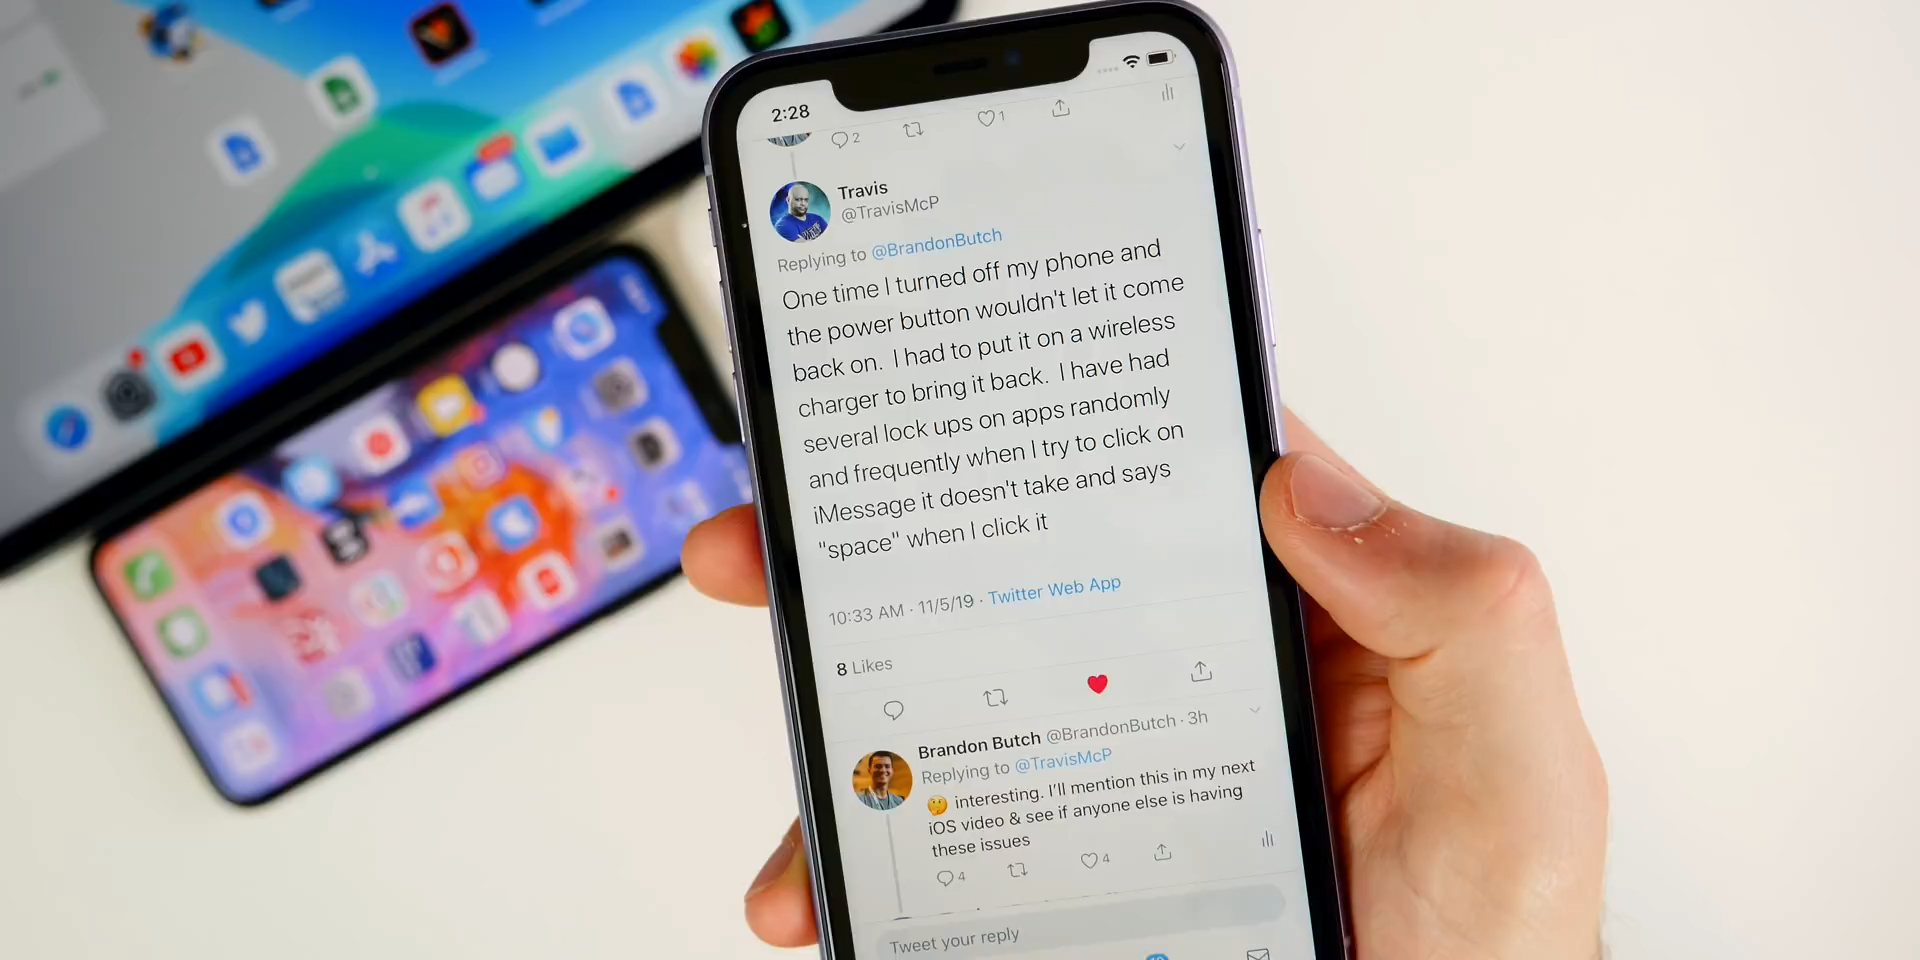 2:28
2
1
Travis
@TravisMcP
Replying to @BrandonButch
One time I turned off my phone and
the power button wouldn't let it come
back on.  I had to put it on a wireless
charger to bring it back.  I have had
several lock ups on apps randomly
and frequently when I try to click on
iMessage it doesn't take and says
"space" when I click it
10:33 AM · 11/5/19 · Twitter Web App
8 Likes
Brandon Butch @BrandonButch · 3h
Replying to @TravisMcP
🤔 interesting. I'll mention this in my next
iOS video & see if anyone else is having
these issues
4
4
Tweet your reply